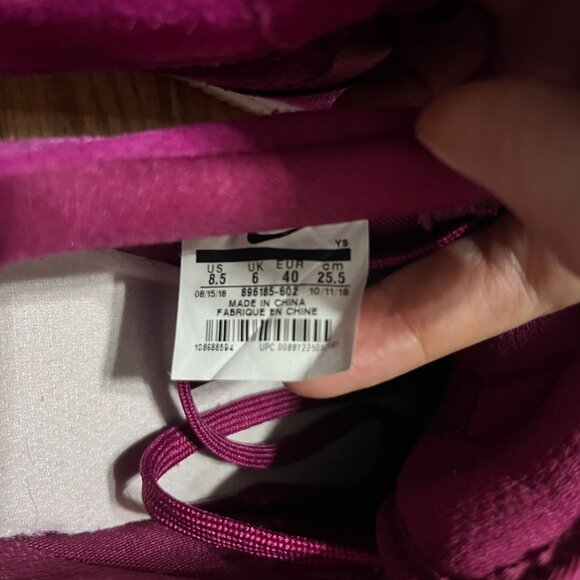 YS
US UK EUR cm
8.5 6 40 25.5
08/15/18 896185-602 10/11/18
MADE IN CHINA
FABRIQUE EN CHINE
108688594 UPC